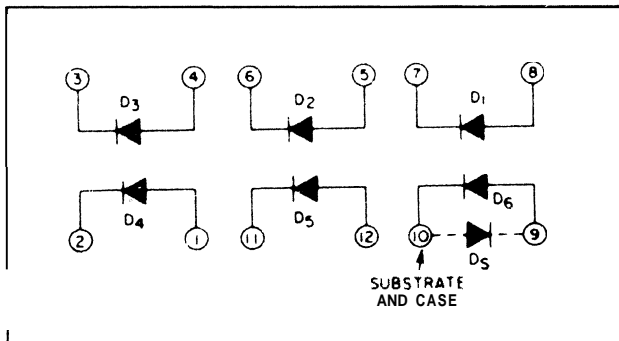 3 4 6 5 7 8
D3 D2 D1
D4 D5 D6
2 1 11 12 10 9
DS
SUBSTRATE
AND CASE